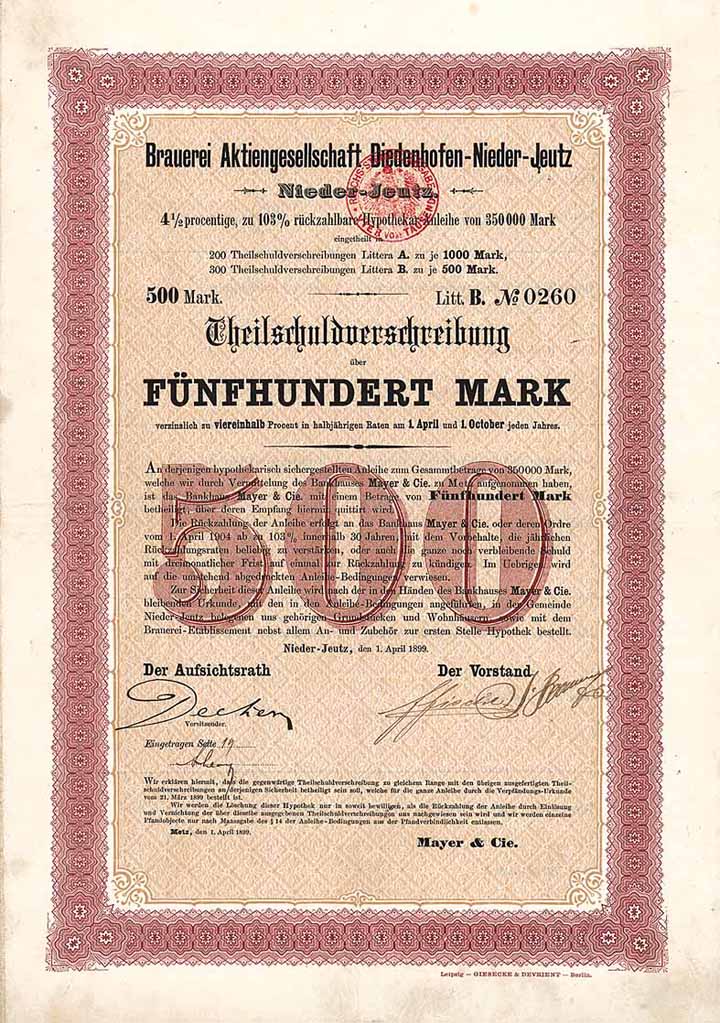 Brauerei Aktiengesellschaft Diedenhofen-Nieder-Jeutz
Nieder-Jeutz
4½procentige, zu 103% rückzahlbare Hypothekar-Anleihe von 350000 Mark
eingetheilt in
200 Theilschuldverschreibungen Littera A. zu je 1000 Mark,
300 Theilschuldverschreibungen Littera B. zu je 500 Mark.
500 Mark. Litt. B. № 0260
Theilschuldverschreibung
über
FÜNFHUNDERT MARK
verzinslich zu viereinhalb Procent in halbjährigen Raten am 1. April und 1. October jeden Jahres.
500
An derjenigen hypothekarisch sichergestellten Anleihe zum Gesammtbetrage von 350000 Mark,
welche wir durch Vermittelung des Bankhauses Mayer & Cie. zu Metz aufgenommen haben,
ist das Bankhaus Mayer & Cie. mit einem Betrage von Fünfhundert Mark
betheiligt, über deren Empfang hiermit quittirt wird.
Die Rückzahlung der Anleihe erfolgt an das Bankhaus Mayer & Cie. oder deren Ordre
vom 1. April 1904 ab zu 103% innerhalb 30 Jahren, mit dem Vorbehalte, die jährlichen
Rückzahlungsraten beliebig zu verstärken, oder auch die ganze noch verbleibende Schuld
mit dreimonatlicher Frist auf einmal zur Rückzahlung zu kündigen. Im Uebrigen wird
auf die umstehend abgedruckten Anleihe-Bedingungen verwiesen.
Zur Sicherheit dieser Anleihe wird nach der in den Händen des Bankhauses Mayer & Cie.
bleibenden Urkunde, an den in den Anleihe-Bedingungen angeführten, in der Gemeinde
Nieder-Jeutz belegenen uns gehörigen Grundstücken und Wohnhäusern, sowie mit dem
Brauerei-Etablissement nebst allem An- und Zubehör zur ersten Stelle Hypothek bestellt.
Nieder-Jeutz, den 1. April 1899.
Der Aufsichtsrath Der Vorstand
Vorsitzender.
Eingetragen Seite 19
Wir erklären hiermit, dass die gegenwärtige Theilschuldverschreibung zu gleichem Range mit den übrigen ausgefertigten Theil-
schuldverschreibungen an derjenigen Sicherheit betheiligt sein soll, welche für die ganze Anleihe durch die Verpfändungs-Urkunde
vom 21. März 1899 bestellt ist.
Wir werden die Löschung dieser Hypothek nur in soweit bewilligen, als die Rückzahlung der Anleihe durch Einlösung
und Vernichtung der über dieselbe ausgegebenen Theilschuldverschreibungen uns nachgewiesen sein wird und wir werden einzelne
Pfandobjecte nur nach Maassgabe des § 14 der Anleihe-Bedingungen aus der Pfandverbindlichkeit entlassen.
Metz, den 1. April 1899.
Mayer & Cie.
Leipzig — GIESECKE & DEVRIENT — Berlin.